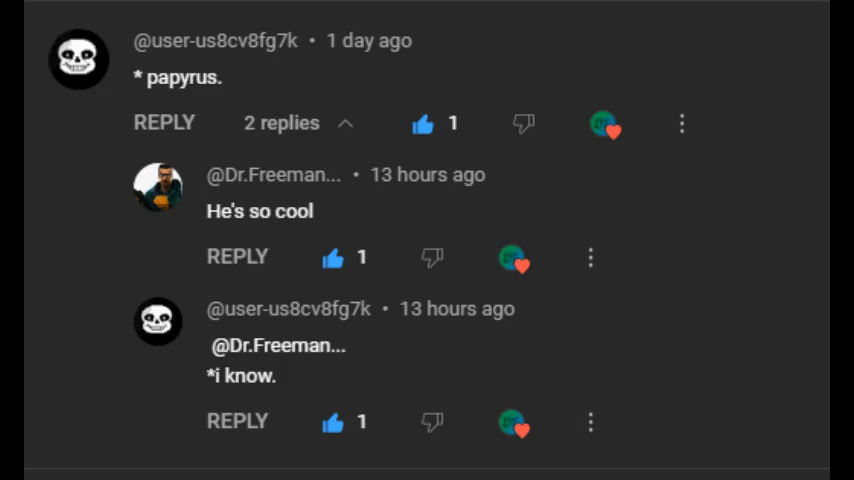 @user-us8cv8fg7k • 1 day ago
* papyrus.
REPLY 2 replies 1
@Dr.Freeman... • 13 hours ago
He's so cool
REPLY 1
@user-us8cv8fg7k • 13 hours ago
@Dr.Freeman...
*i know.
REPLY 1